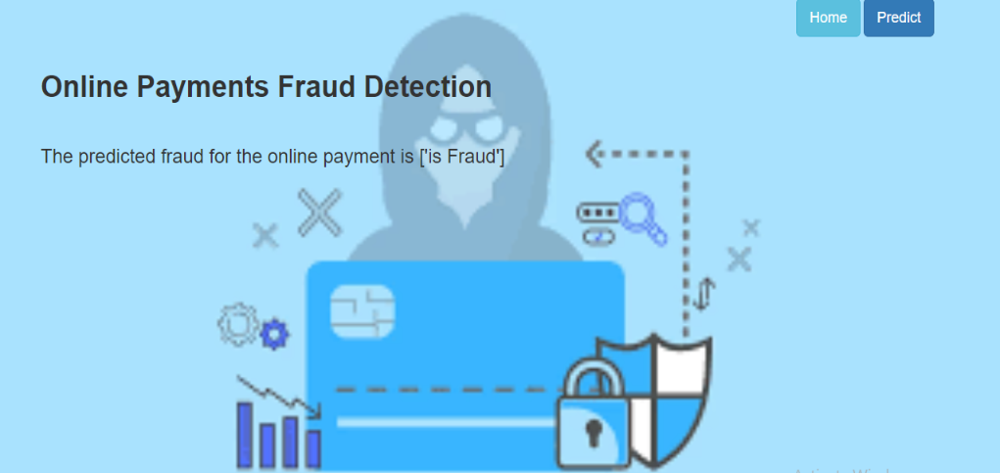 Home
Predict
Online Payments Fraud Detection
The predicted fraud for the online payment is ['is Fraud']